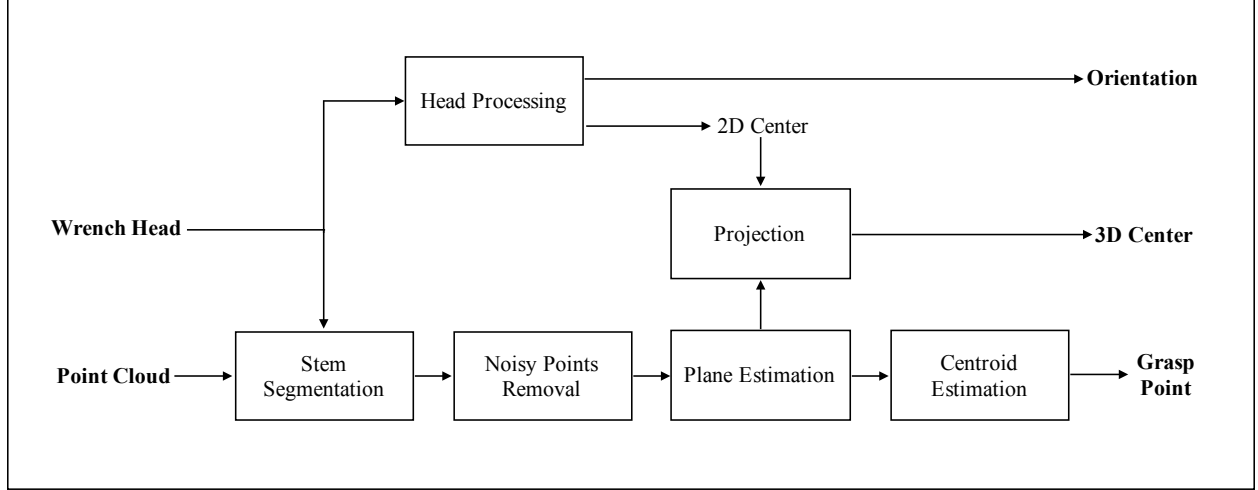 Head Processing
Orientation
2D Center
Wrench Head
Projection
3D Center
Point Cloud
Stem
Segmentation
Noisy Points
Removal
Plane Estimation
Centroid
Estimation
Grasp
Point